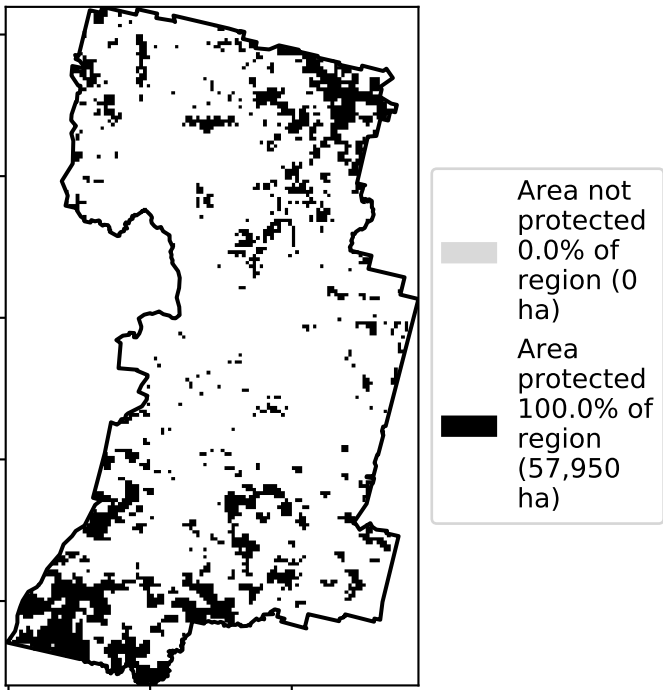 Area not
protected
0.0% of
region (0
ha)
Area
protected
100.0% of
region
(57,950
ha)